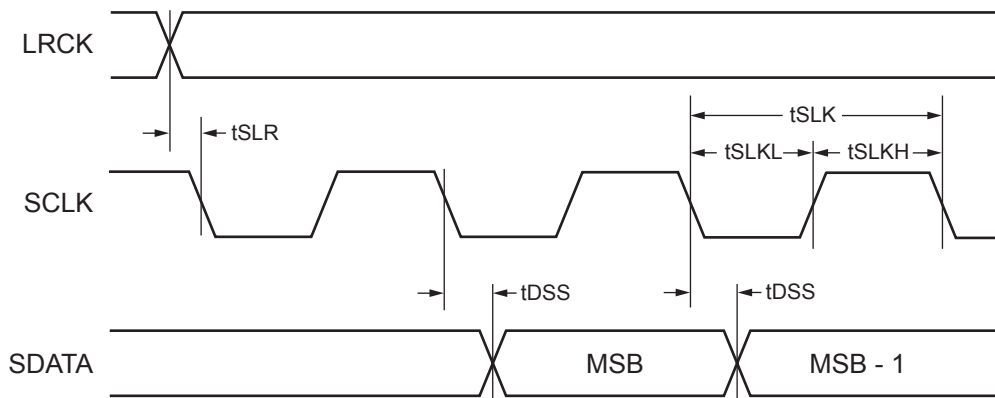 LRCK
tSLR
tSLK
tSLKL
tSLKH
SCLK
tDSS
tDSS
SDATA
MSB
MSB - 1